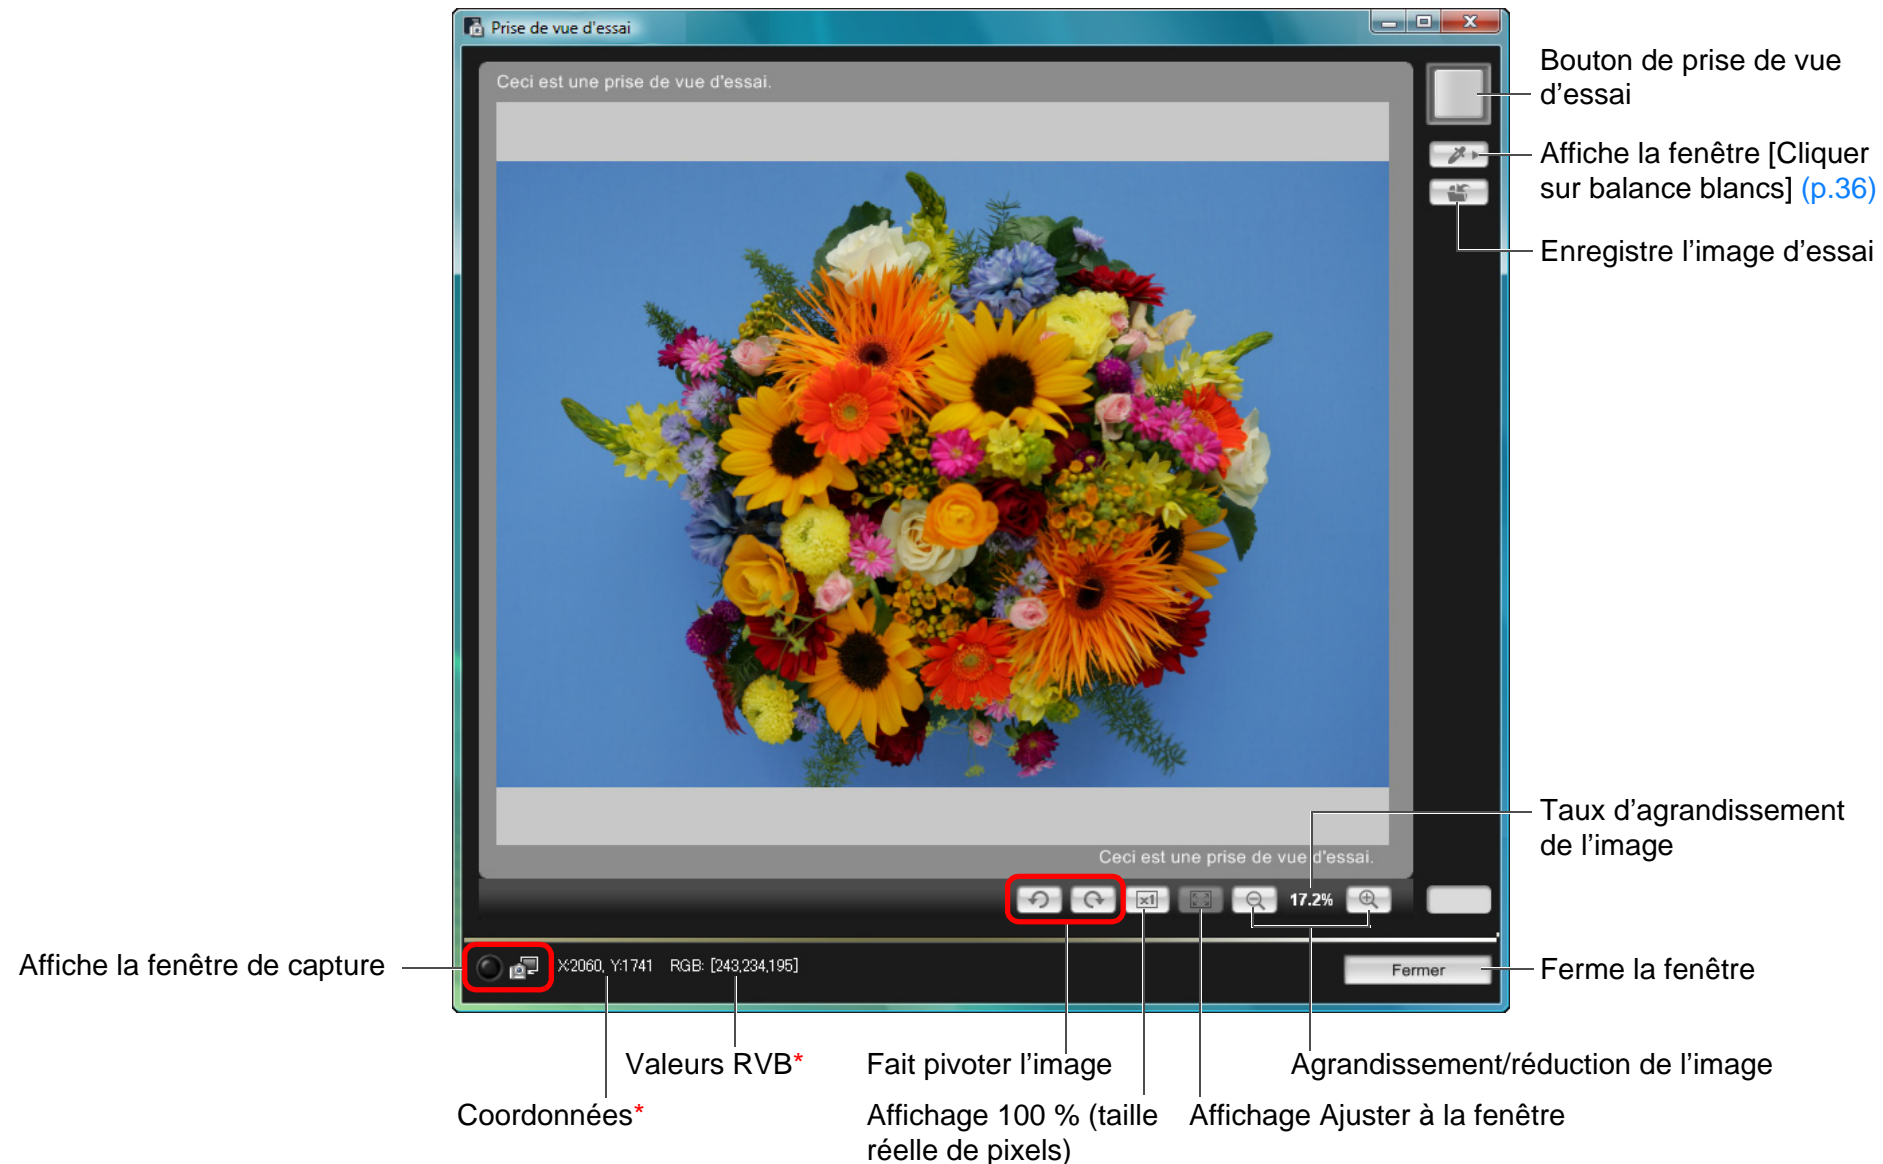 Prise de vue d'essai
Ceci est une prise de vue d'essai.
Bouton de prise de vue
d'essai
Affiche la fenêtre [Cliquer
sur balance blancs] (p.36)
Enregistre l'image d'essai
Taux d'agrandissement
de l'image
Ceci est une prise de vue d'essai.
x1
17.2%
Affiche la fenêtre de capture
X:2060, Y:1741 RGB: [243,234,195]
Fermer
Ferme la fenêtre
Valeurs RVB*
Fait pivoter l'image
Agrandissement/réduction de l'image
Coordonnées*
Affichage 100 % (taille
réelle de pixels)
Affichage Ajuster à la fenêtre